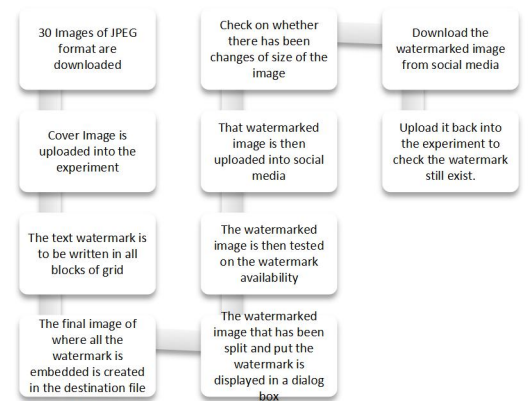 30 Images of JPEG
format are
downloaded
Cover Image is
uploaded into the
experiment
The text watermark is
to be written in all
blocks of grid
The final image of
where all the
watermark is
embedded is created
in the destination file
The watermarked
image that has been
split and put the
watermark is
displayed in a dialog
box
The watermarked
image is then tested
on the watermark
availability
That watermarked
image is then
uploaded into social
media
Check on whether
there has been
changes of size of the
image
Download the
watermarked image
from social media
Upload it back into
the experiment to
check the watermark
still exist.